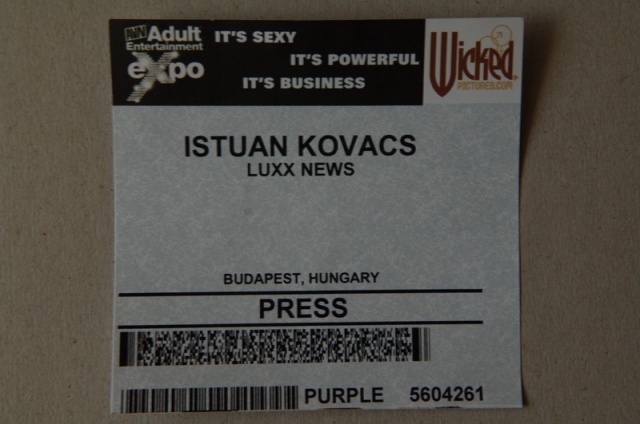 AVN Adult
Entertainment
eXpo
IT'S SEXY
IT'S POWERFUL
IT'S BUSINESS
Wicked
PICTURES.COM
ISTUAN KOVACS
LUXX NEWS
BUDAPEST, HUNGARY
PRESS
PURPLE 5604261